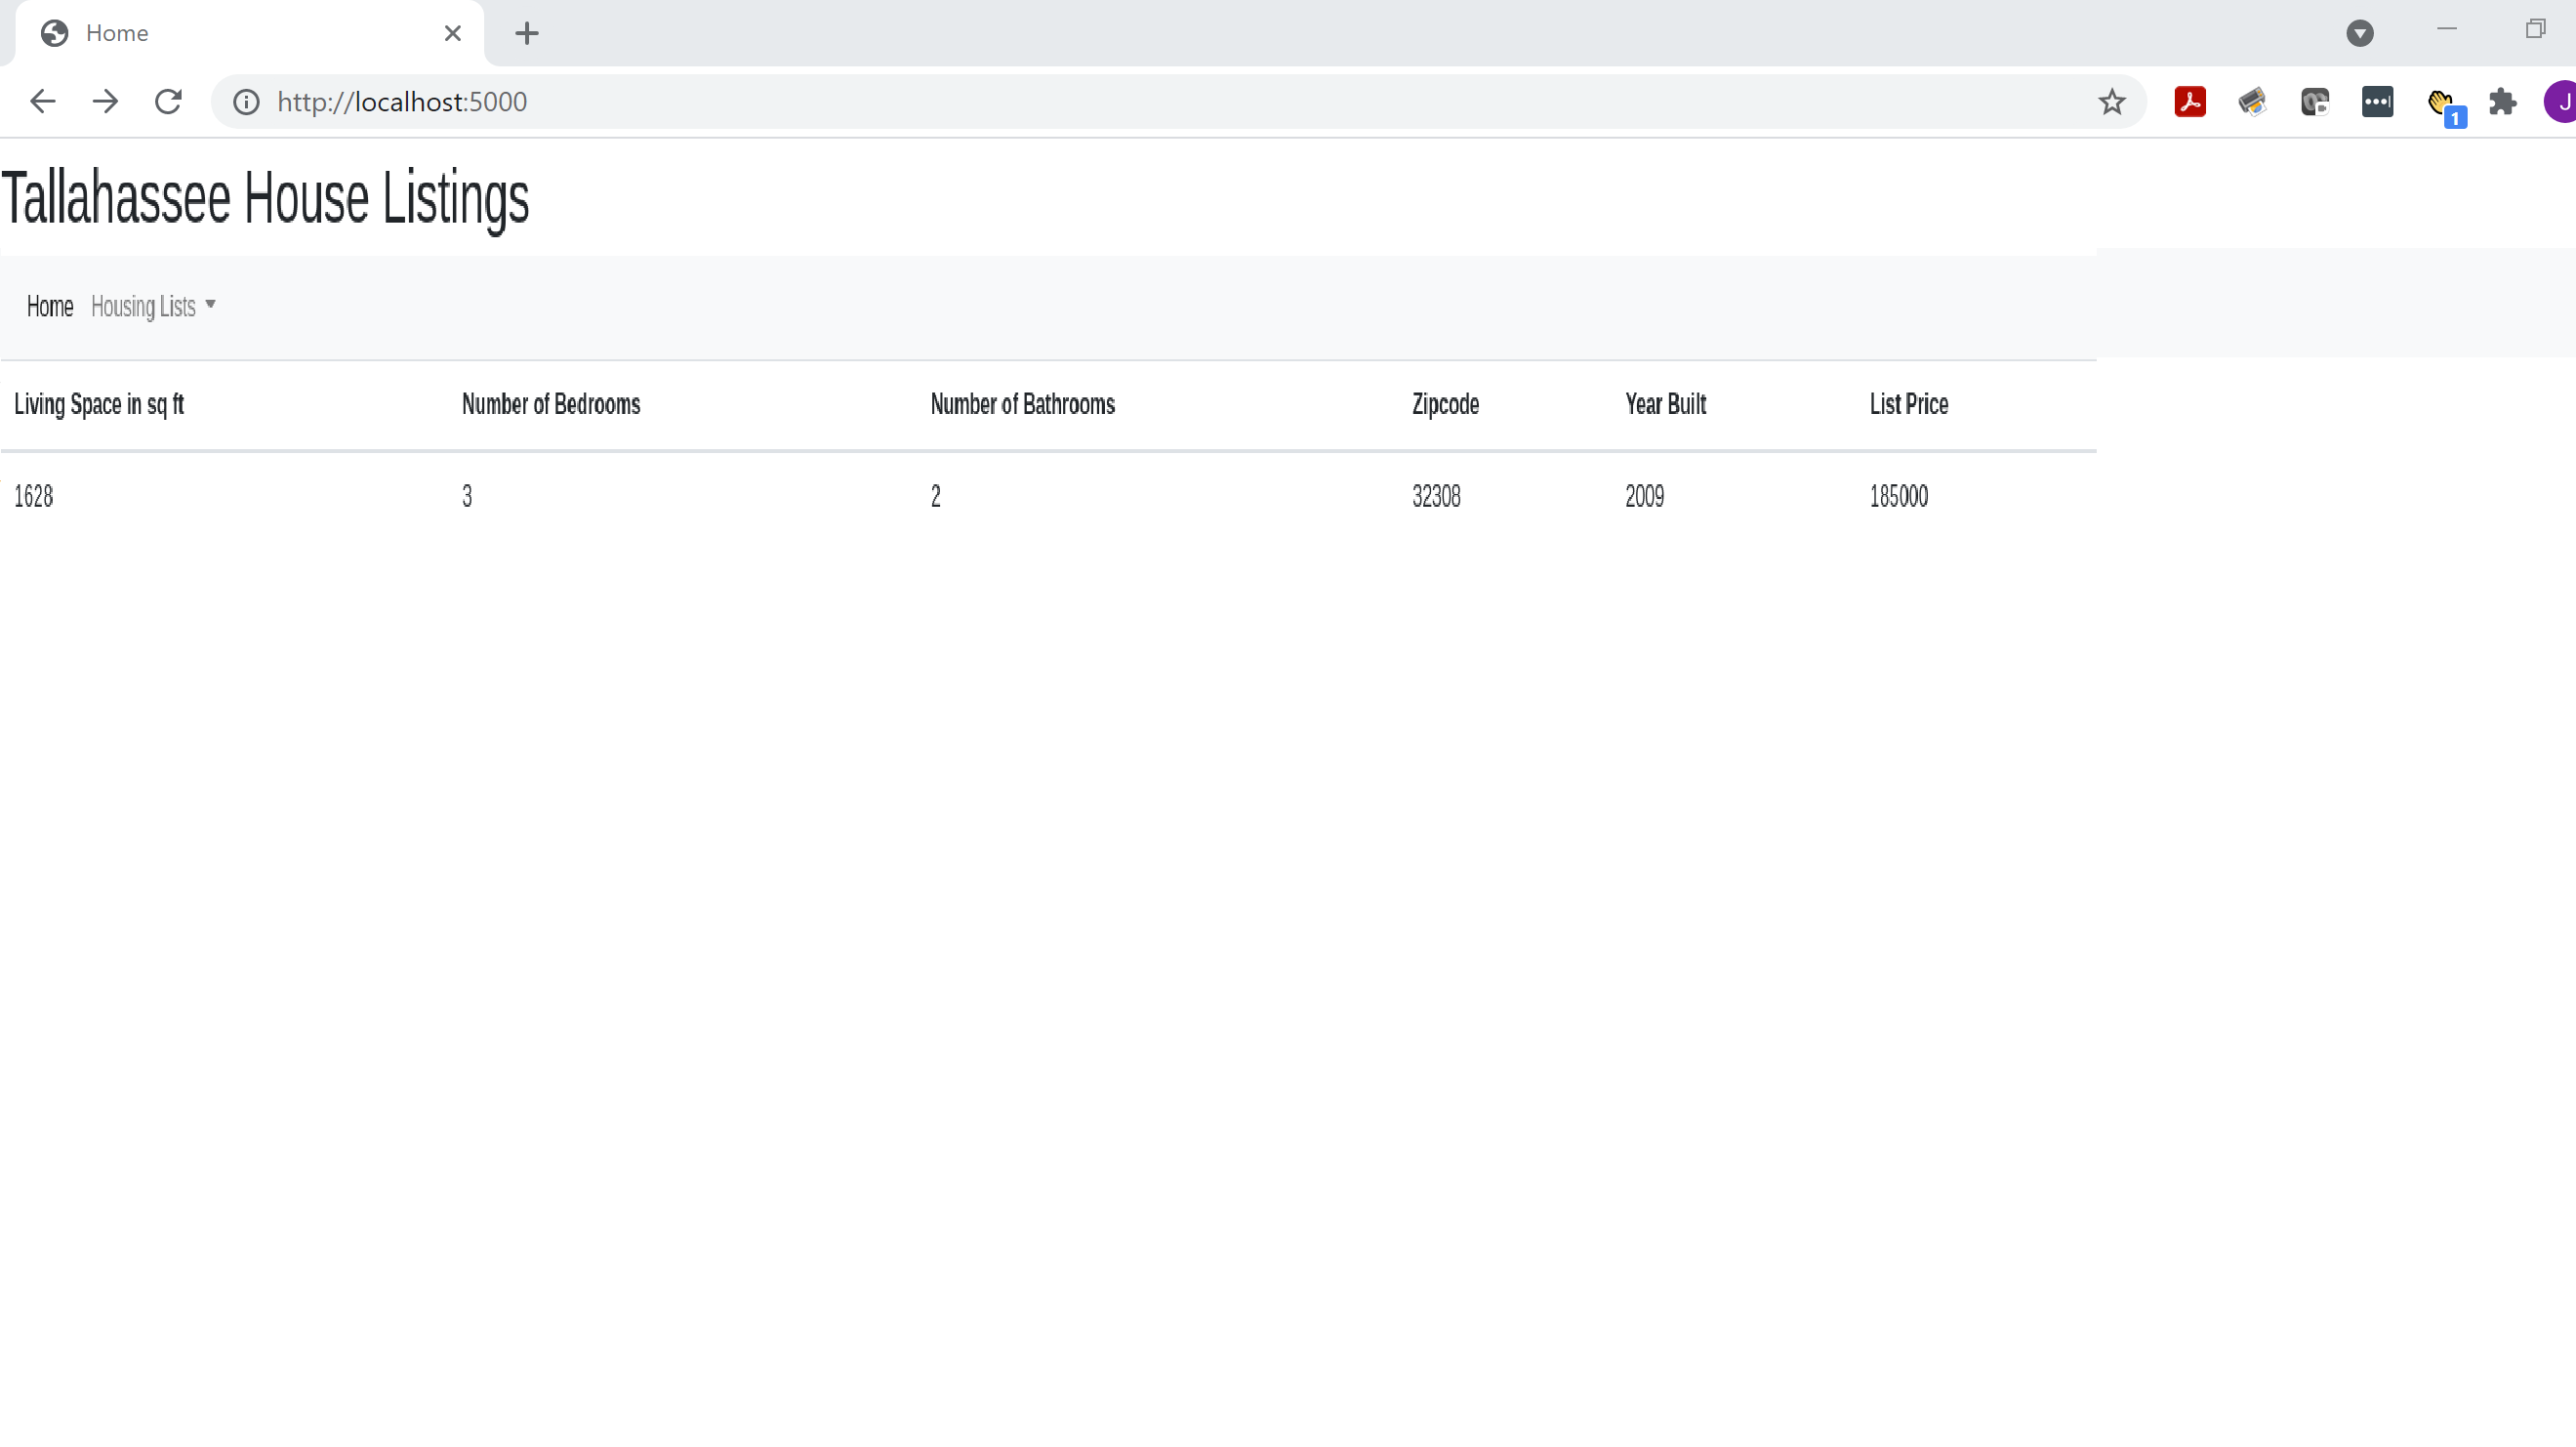 Home
http://localhost:5000
1
J
Tallahassee House Listings
Home Housing Lists
Living Space in sq ft Number of Bedrooms Number of Bathrooms Zipcode Year Built List Price
1628 3 2 32308 2009 185000